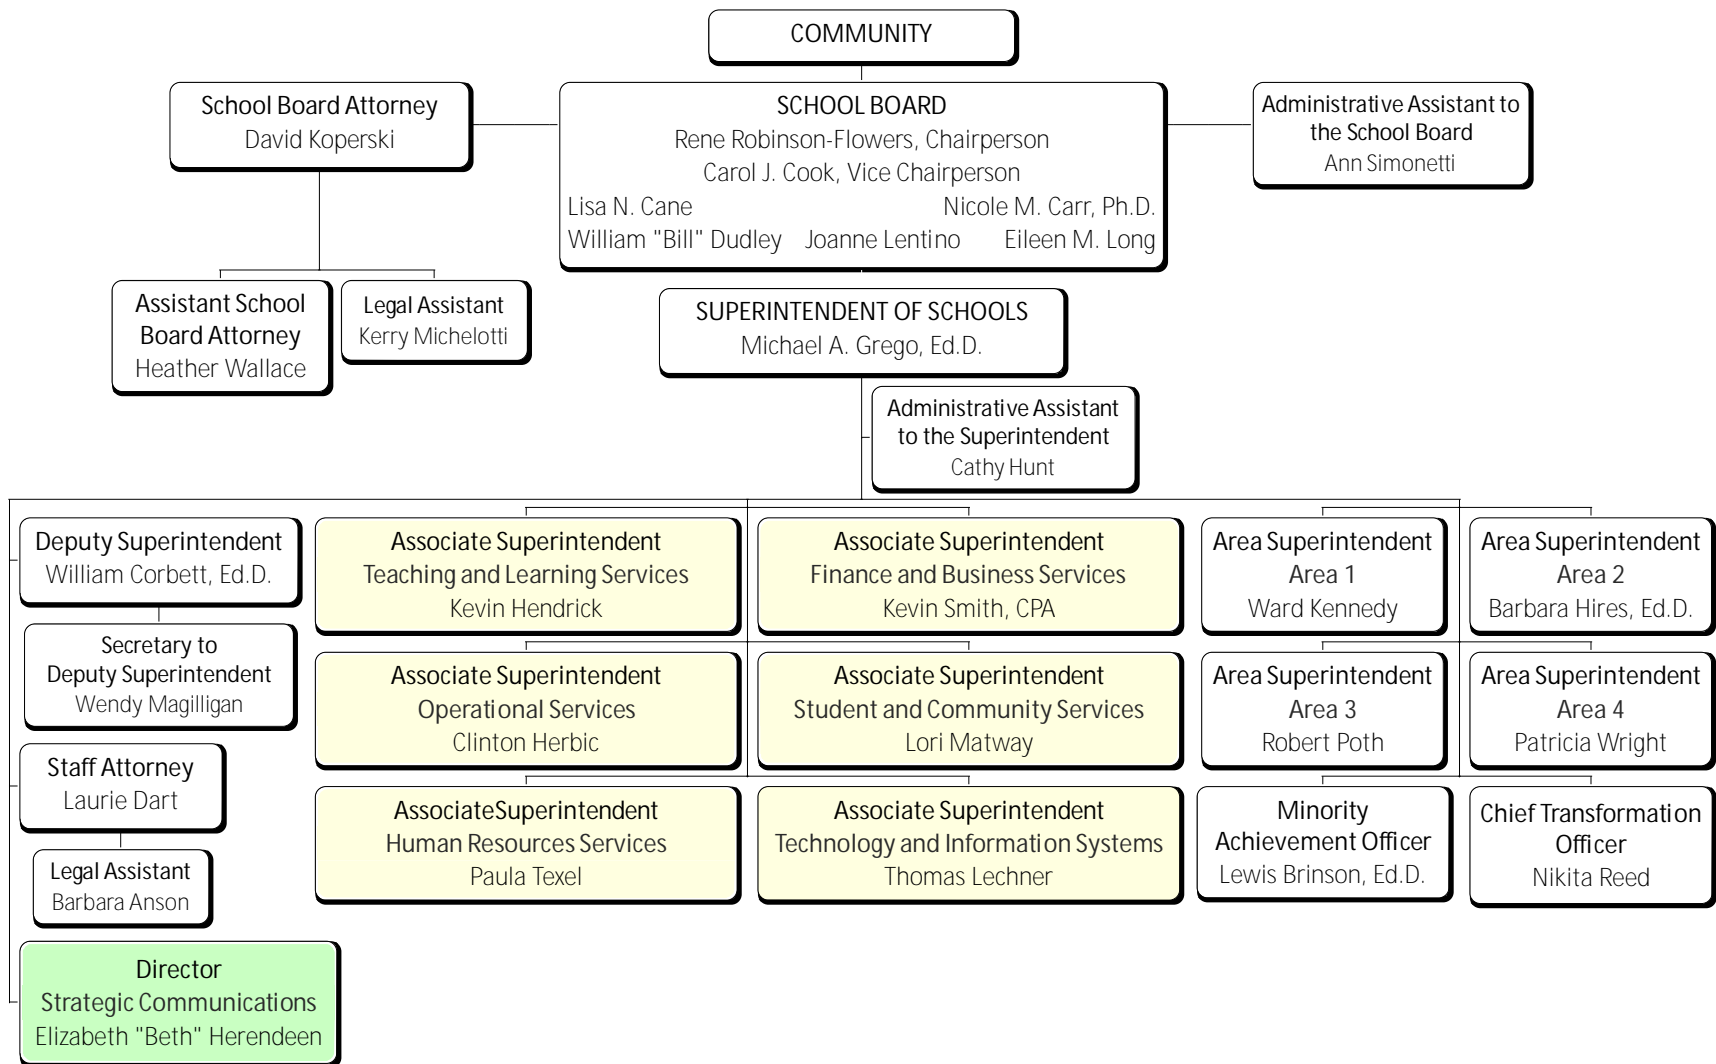 COMMUNITY
School Board Attorney
David Koperski
SCHOOL BOARD
Rene Robinson-Flowers, Chairperson
Carol J. Cook, Vice Chairperson
Lisa N. Cane Nicole M. Carr, Ph.D.
William "Bill" Dudley Joanne Lentino Eileen M. Long
Administrative Assistant to
the School Board
Ann Simonetti
Assistant School
Board Attorney
Heather Wallace
Legal Assistant
Kerry Michelotti
SUPERINTENDENT OF SCHOOLS
Michael A. Grego, Ed.D.
Administrative Assistant
to the Superintendent
Cathy Hunt
Deputy Superintendent
William Corbett, Ed.D.
Secretary to
Deputy Superintendent
Wendy Magilligan
Staff Attorney
Laurie Dart
Legal Assistant
Barbara Anson
Director
Strategic Communications
Elizabeth "Beth" Herendeen
Associate Superintendent
Teaching and Learning Services
Kevin Hendrick
Associate Superintendent
Finance and Business Services
Kevin Smith, CPA
Associate Superintendent
Operational Services
Clinton Herbic
Associate Superintendent
Student and Community Services
Lori Matway
AssociateSuperintendent
Human Resources Services
Paula Texel
Associate Superintendent
Technology and Information Systems
Thomas Lechner
Area Superintendent
Area 1
Ward Kennedy
Area Superintendent
Area 2
Barbara Hires, Ed.D.
Area Superintendent
Area 3
Robert Poth
Area Superintendent
Area 4
Patricia Wright
Minority
Achievement Officer
Lewis Brinson, Ed.D.
Chief Transformation
Officer
Nikita Reed